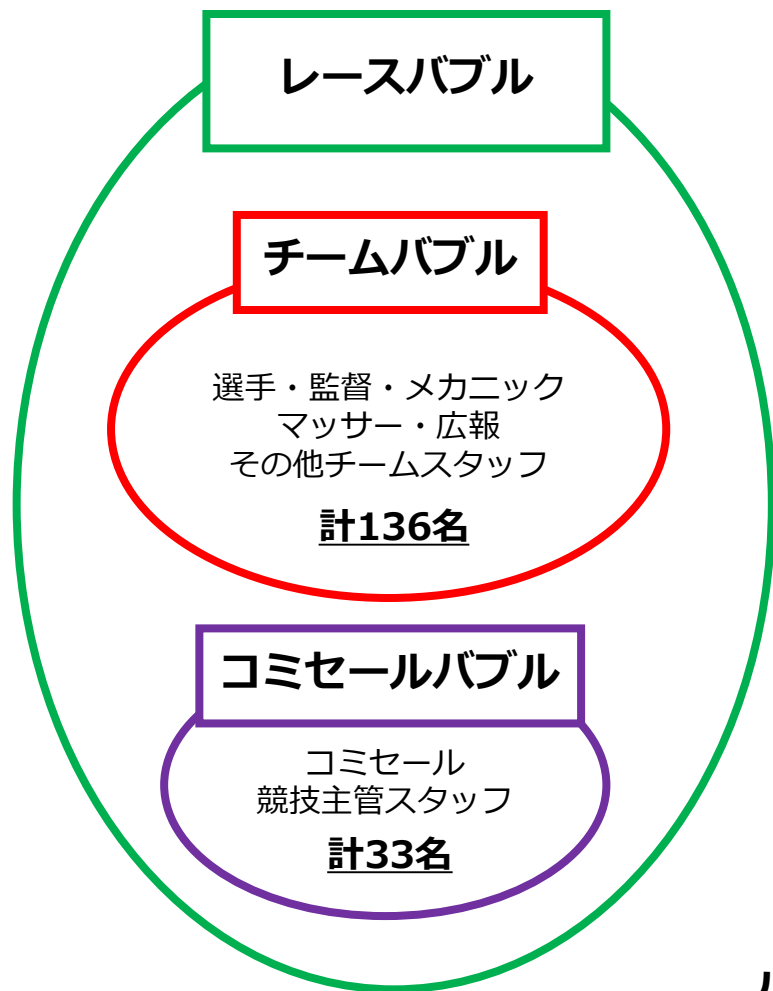 レースバブル
チームバブル
選手・監督・メカニック
マッサー・広報
その他チームスタッフ
計136名
コミセールバブル
コミセール
競技主管スタッフ
計33名